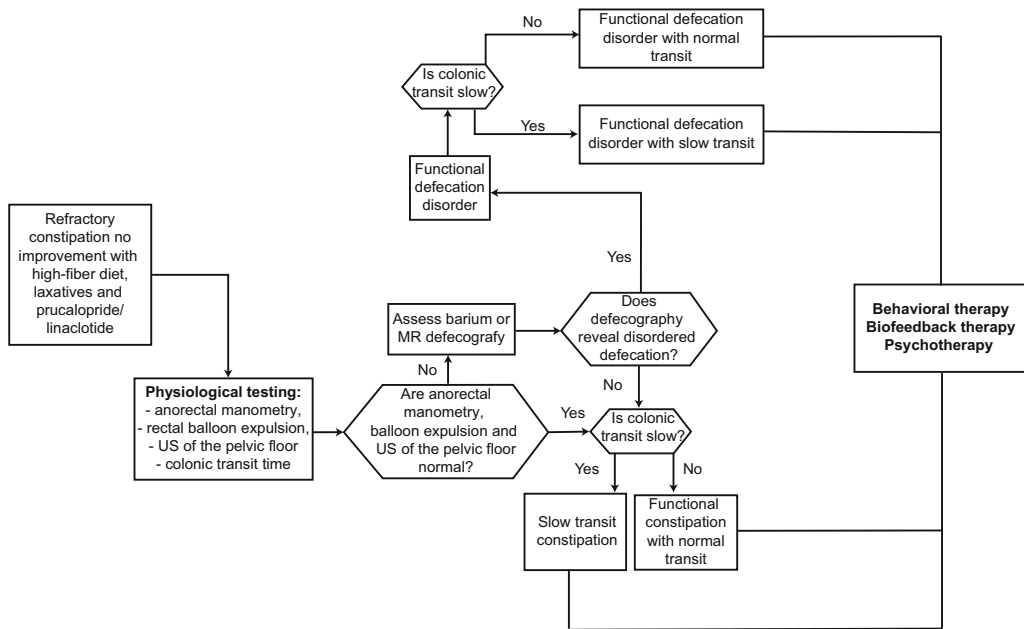 Refractory
constipation no
improvement with
high-fiber diet,
laxatives and
prucalopride/
linaclotide
Physiological testing:
- anorectal manometry,
- rectal balloon expulsion,
- US of the pelvic floor
- colonic transit time
Are anorectal
manometry,
balloon expulsion and
US of the pelvic floor
normal?
No
Yes
Assess barium or
MR defecografy
Does
defecography
reveal disordered
defecation?
Yes
No
Functional
defecation
disorder
Is colonic
transit slow?
No
Yes
Functional defecation
disorder with normal
transit
Functional defecation
disorder with slow transit
Is colonic
transit slow?
Yes
No
Slow transit
constipation
Functional
constipation
with normal
transit
Behavioral therapy
Biofeedback therapy
Psychotherapy